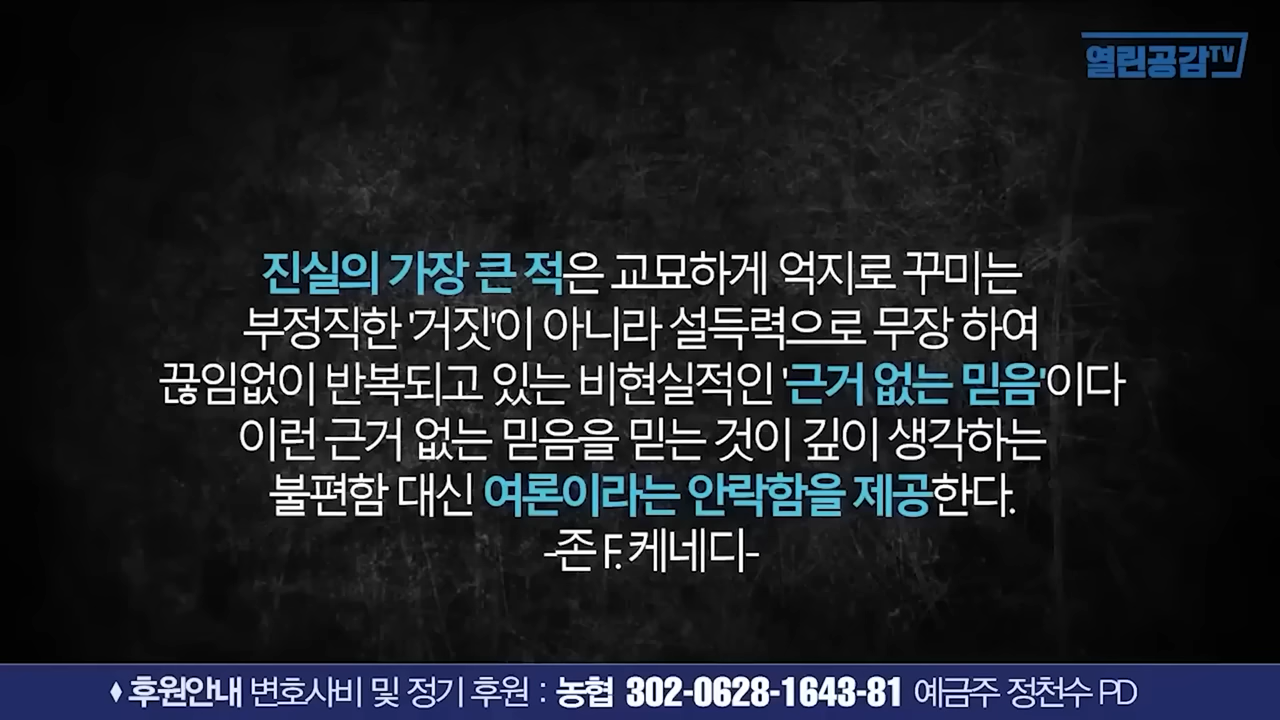 열린공감TV
진실의 가장 큰 적은 교묘하게 억지로 꾸미는
부정직한 '거짓'이 아니라 설득력으로 무장 하여
끊임없이 반복되고 있는 비현실적인 '근거 없는 믿음'이다
이런 근거 없는 믿음을 믿는 것이 깊이 생각하는
불편함 대신 여론이라는 안락함을 제공한다.
-존 F. 케네디-
♦ 후원안내 변호사비 및 정기 후원 : 농협 302-0628-1643-81 예금주 정천수 PD